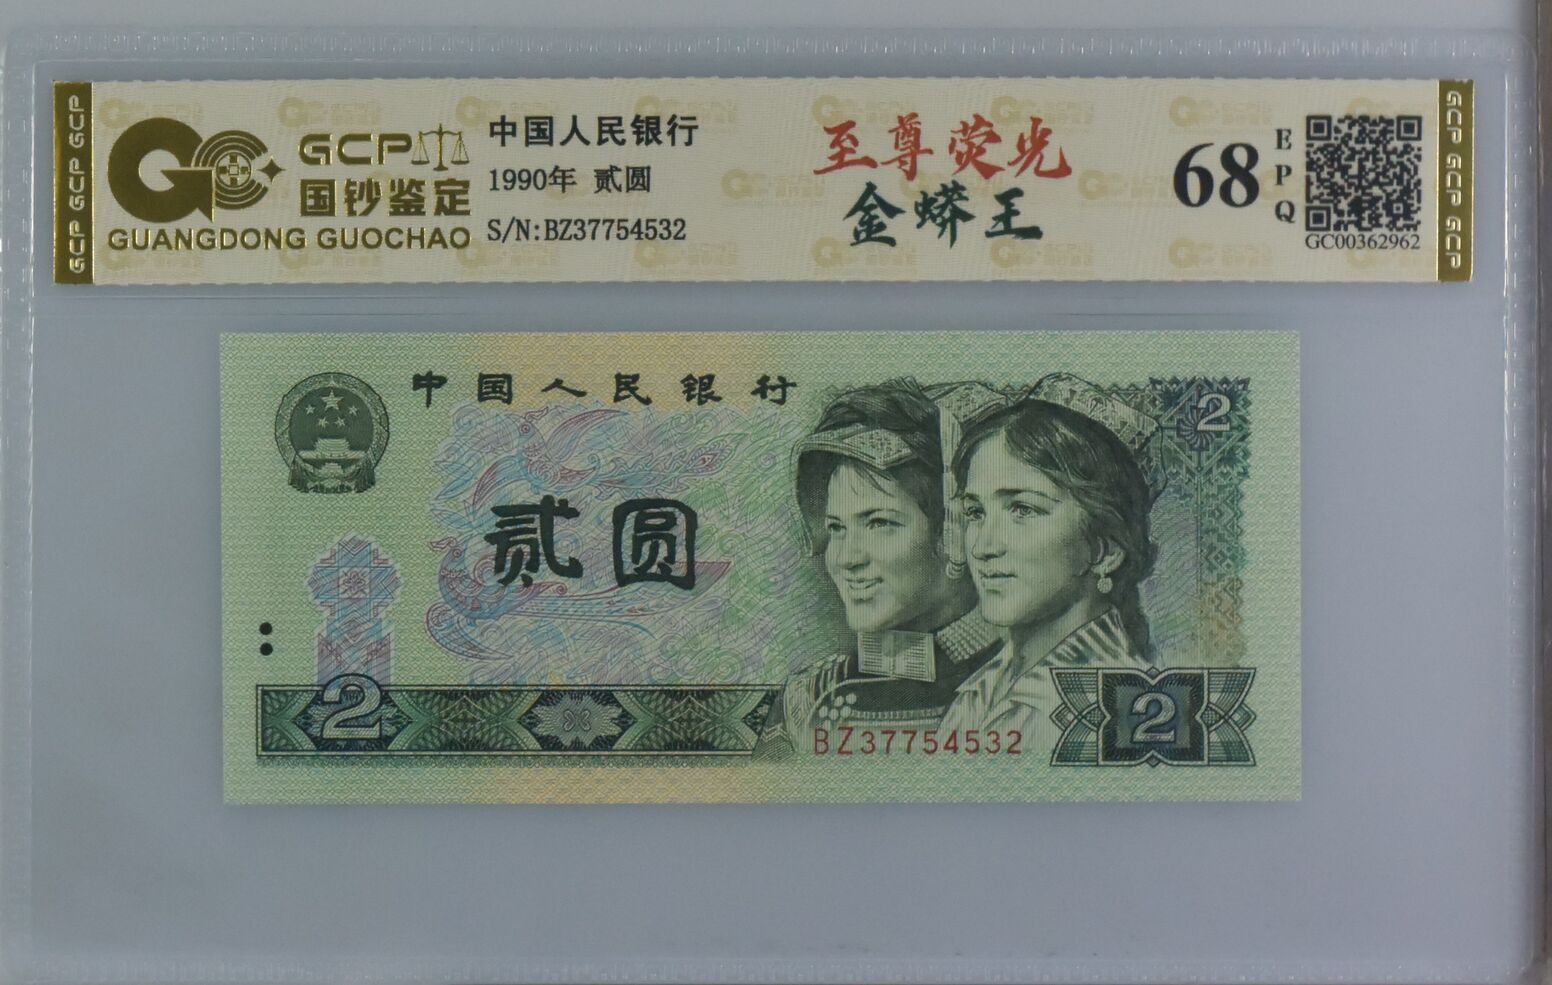 GCP GCP GCP
GCP
国钞鉴定
GUANGDONG GUOCHAO
中国人民银行
1990年 贰圆
S/N:BZ37754532
至尊荧光
金蟒王
68
EPQ
GC00362962
GCP GCP GCP
中国人民银行
2
贰圆
2
BZ37754532
2